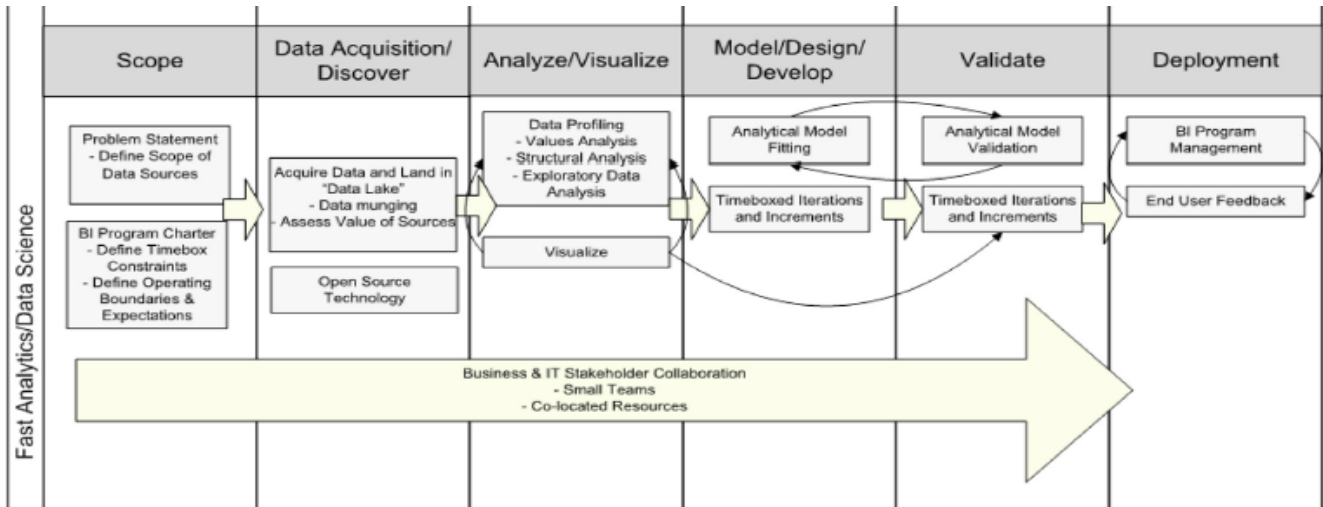 Fast Analytics/Data Science
Scope
Data Acquisition/
Discover
Analyze/Visualize
Model/Design/
Develop
Validate
Deployment
Problem Statement
- Define Scope of
Data Sources
BI Program Charter
- Define Timebox
Constraints
- Define Operating
Boundaries &
Expectations
Acquire Data and Land in
"Data Lake"
- Data munging
- Assess Value of Sources
Open Source
Technology
Data Profiling
- Values Analysis
- Structural Analysis
- Exploratory Data
Analysis
Visualize
Analytical Model
Fitting
Timeboxed Iterations
and Increments
Analytical Model
Validation
Timeboxed Iterations
and Increments
BI Program
Management
End User Feedback
Business & IT Stakeholder Collaboration
- Small Teams
- Co-located Resources